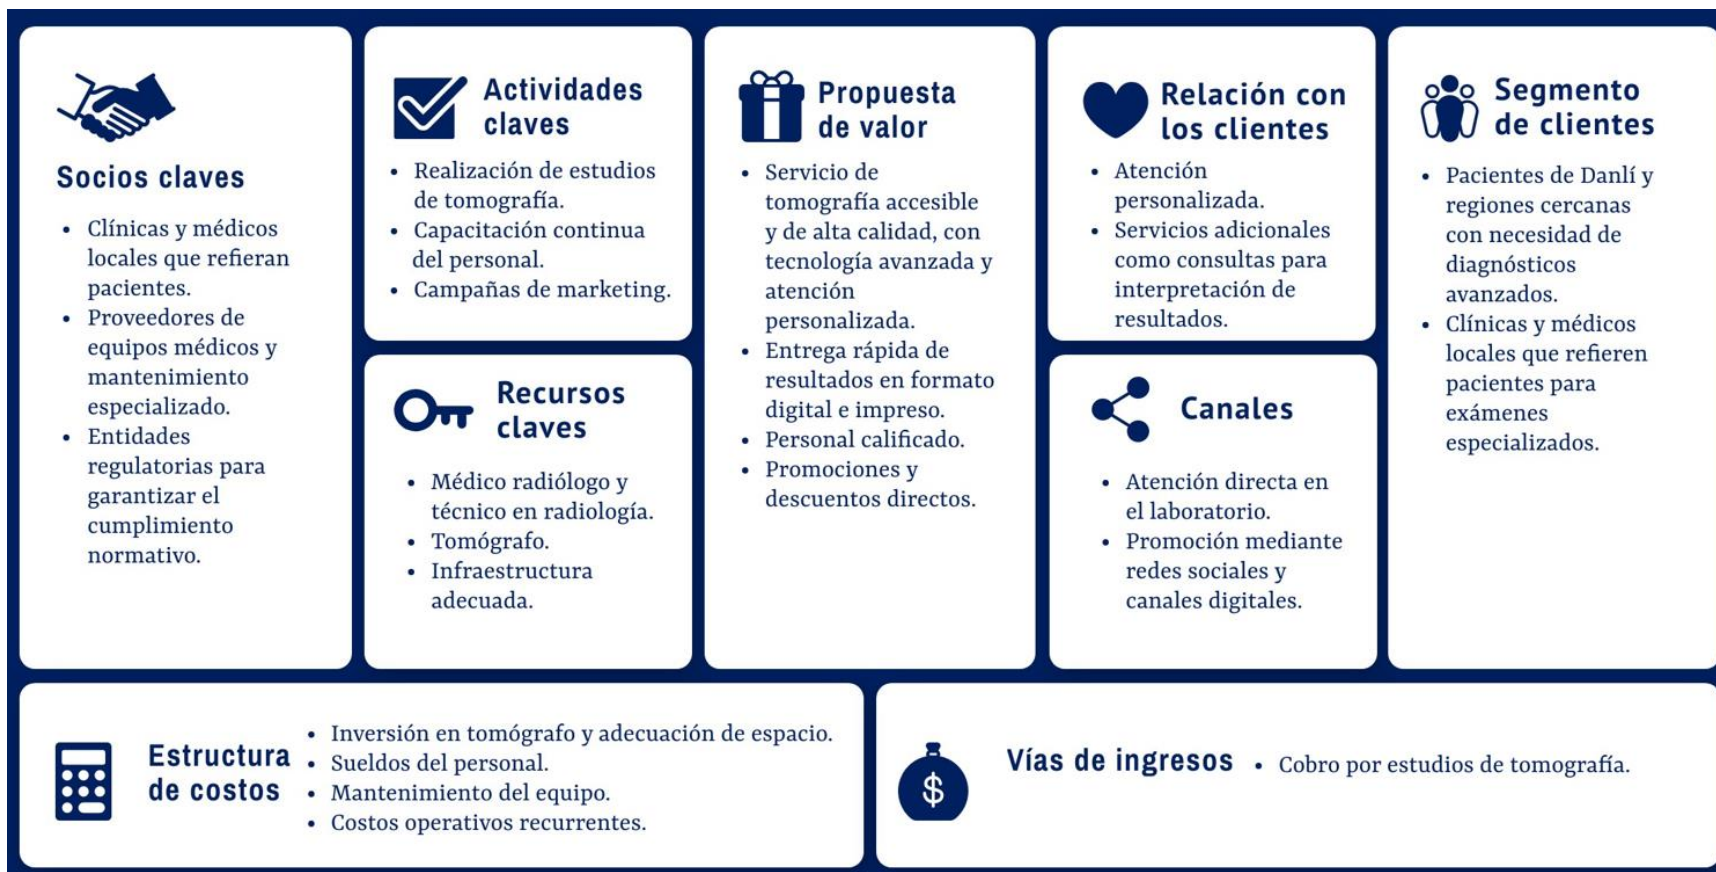 Socios claves
Clínicas y médicos
locales que refieran
pacientes.
Proveedores de
equipos médicos y
mantenimiento
especializado.
Entidades
regulatorias para
garantizar el
cumplimiento
normativo.
Actividades
claves
Realización de estudios
de tomografía.
Capacitación continua
del personal.
Campañas de marketing.
Recursos
claves
Médico radiólogo y
técnico en radiología.
Tomógrafo.
Infraestructura
adecuada.
Propuesta
de valor
Servicio de
tomografía accesible
y de alta calidad, con
tecnología avanzada y
atención
personalizada.
Entrega rápida de
resultados en formato
digital e impreso.
Personal calificado.
Promociones y
descuentos directos.
Relación con
los clientes
Atención
personalizada.
Servicios adicionales
como consultas para
interpretación de
resultados.
Canales
Atención directa en
el laboratorio.
Promoción mediante
redes sociales y
canales digitales.
Segmento
de clientes
Pacientes de Danlí y
regiones cercanas
con necesidad de
diagnósticos
avanzados.
Clínicas y médicos
locales que refieren
pacientes para
exámenes
especializados.
Estructura
de costos
Inversión en tomógrafo y adecuación de espacio.
Sueldos del personal.
Mantenimiento del equipo.
Costos operativos recurrentes.
$
Vías de ingresos
Cobro por estudios de tomografía.